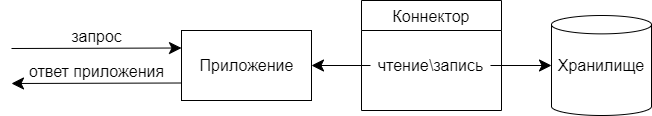 запрос
ответ приложения
Приложение
Коннектор
чтение\запись
Хранилище